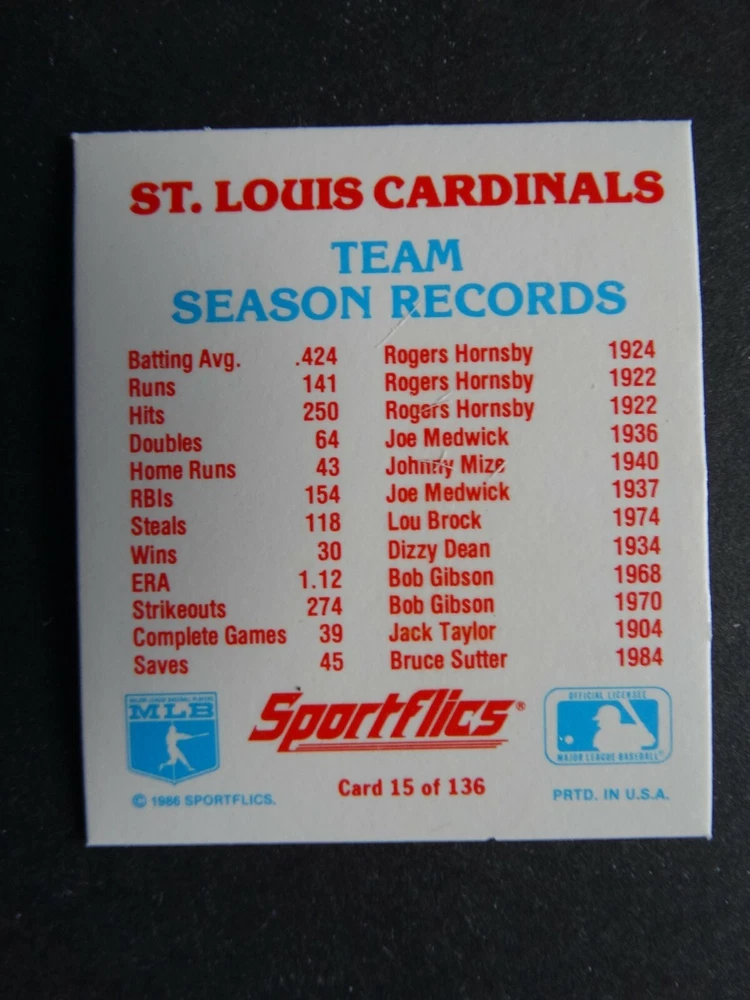 ST. LOUIS CARDINALS
TEAM
SEASON RECORDS
Batting Avg. .424 Rogers Hornsby 1924
Runs 141 Rogers Hornsby 1922
Hits 250 Rogers Hornsby 1922
Doubles 64 Joe Medwick 1936
Home Runs 43 Johnny Mize 1940
RBIs 154 Joe Medwick 1937
Steals 118 Lou Brock 1974
Wins 30 Dizzy Dean 1934
ERA 1.12 Bob Gibson 1968
Strikeouts 274 Bob Gibson 1970
Complete Games 39 Jack Taylor 1904
Saves 45 Bruce Sutter 1984
MAJOR LEAGUE BASEBALL PLAYERS
MLB
Sportflics®
OFFICIAL LICENSEE
MAJOR LEAGUE BASEBALL
© 1986 SPORTFLICS.
Card 15 of 136
PRTD. IN U.S.A.